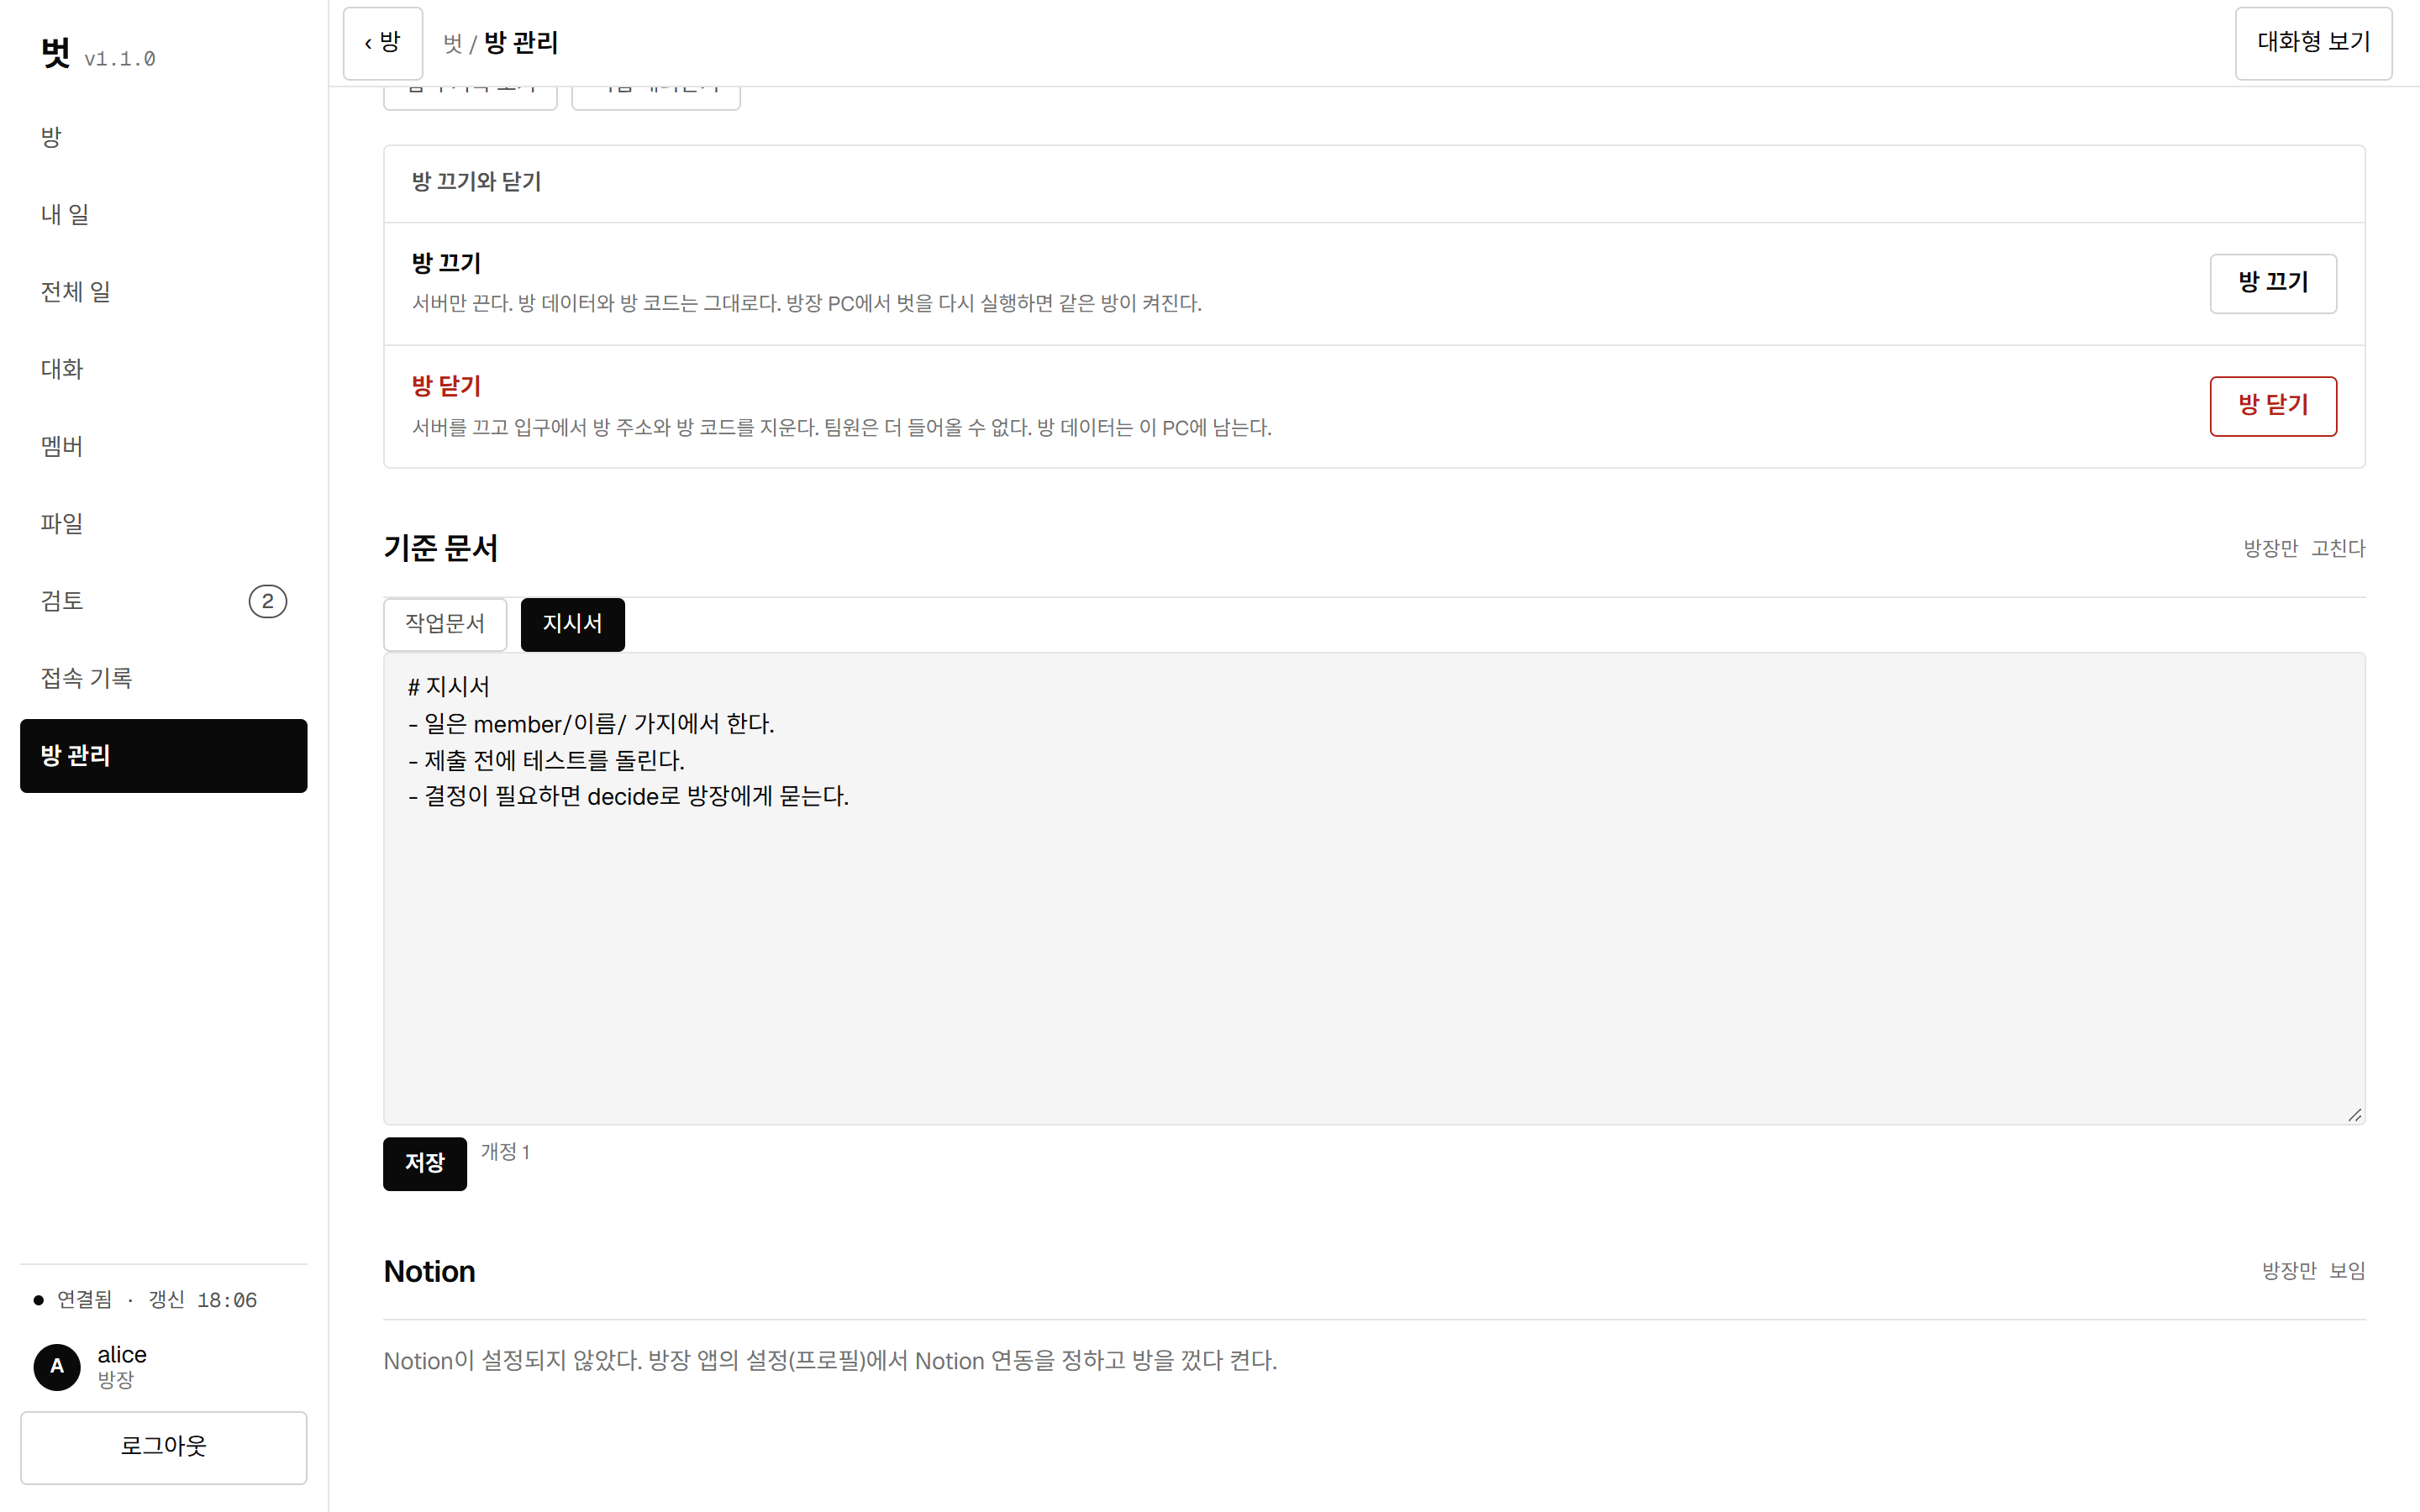 벗 v1.1.0
방
내 일
전체 일
대화
멤버
파일
검토 2
접속 기록
방 관리
연결됨 · 갱신 18:06
A
alice
방장
로그아웃
‹ 방
벗 / 방 관리
대화형 보기
방 끄기와 닫기
방 끄기
서버만 끈다. 방 데이터와 방 코드는 그대로다. 방장 PC에서 벗을 다시 실행하면 같은 방이 켜진다.
방 끄기
방 닫기
서버를 끄고 입구에서 방 주소와 방 코드를 지운다. 팀원은 더 들어올 수 없다. 방 데이터는 이 PC에 남는다.
방 닫기
기준 문서
방장만 고친다
작업문서
지시서
# 지시서
- 일은 member/이름/ 가지에서 한다.
- 제출 전에 테스트를 돌린다.
- 결정이 필요하면 decide로 방장에게 묻는다.
저장
개정 1
Notion
방장만 보임
Notion이 설정되지 않았다. 방장 앱의 설정(프로필)에서 Notion 연동을 정하고 방을 껐다 켠다.